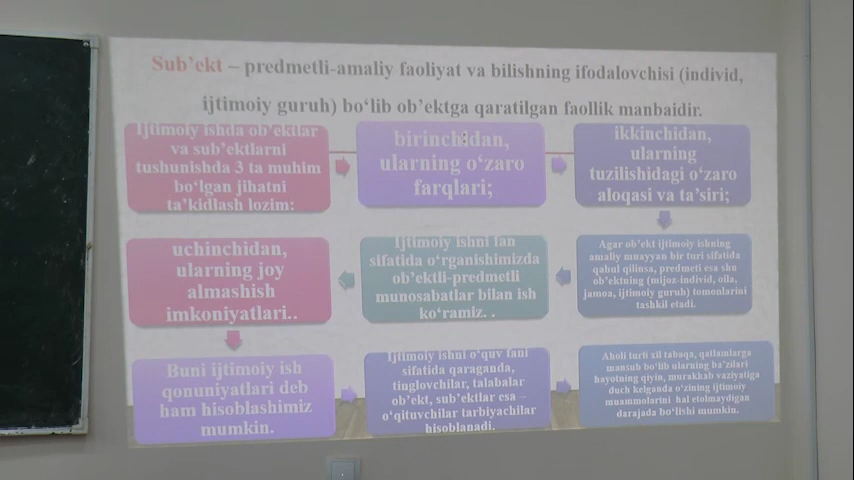 Sub’ekt – predmetli-amaliy faoliyat va bilishning ifodalovchisi (individ,
ijtimoiy guruh) bo‘lib ob’ektga qaratilgan faollik manbaidir.
Ijtimoiy ishda ob’ektlar
va sub’ektlarni
tushunishda 3 ta muhim
bo‘lgan jihatni
ta’kidlash lozim:
birinchidan,
ularning o‘zaro
farqlari;
ikkinchidan,
ularning
tuzilishidagi o‘zaro
aloqasi va ta’siri;
Agar ob’ekt ijtimoiy ishning
amaliy muayyan bir turi sifatida
qabul qilinsa, predmeti esa shu
ob’ektning (mijoz-individ, oila,
jamoa, ijtimoiy guruh) tomonlarini
tashkil etadi.
Ijtimoiy ishni fan
sifatida o‘rganishimizda
ob’ektli-predmetli
munosabatlar bilan ish
ko‘ramiz. .
uchinchidan,
ularning joy
almashish
imkoniyatlari..
Buni ijtimoiy ish
qonuniyatlari deb
ham hisoblashimiz
mumkin.
Ijtimoiy ishni o‘quv fani
sifatida qaraganda,
tinglovchilar, talabalar
ob’ekt, sub’ektlar esa –
o‘qituvchilar tarbiyachilar
hisoblanadi.
Aholi turli xil tabaqa, qatlamlarga
mansub bo‘lib ularning ba’zilari
hayotning qiyin, murakkab vaziyatiga
duch kelganda o‘zining ijtimoiy
muammolarini hal etolmaydigan
darajada bo‘lishi mumkin.